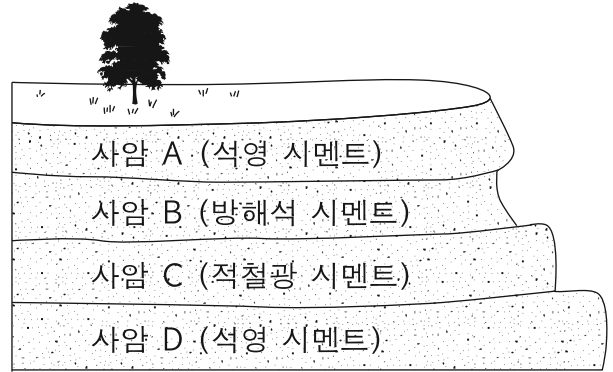 사암 A (석영 시멘트)
사암 B (방해석 시멘트)
사암 C (적철광 시멘트)
사암 D (석영 시멘트)